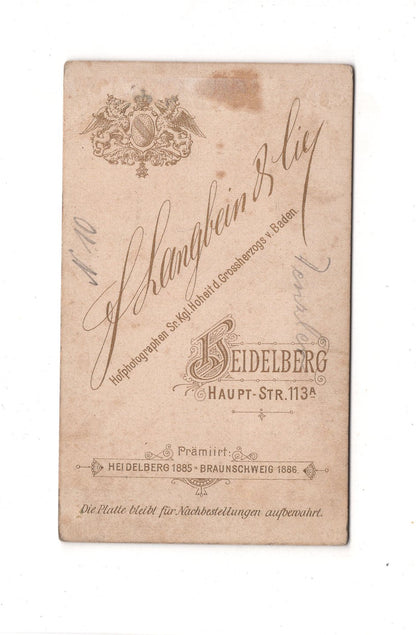 F Langbein & Cie
Hofphotographen Sr. Kgl. Hoheit d. Grossherzogs v. Baden.
HEIDELBERG
HAUPT-STR. 113A
Prämiirt:
HEIDELBERG 1885 - BRAUNSCHWEIG 1886.
Die Platte bleibt für Nachbestellungen aufbewahrt.